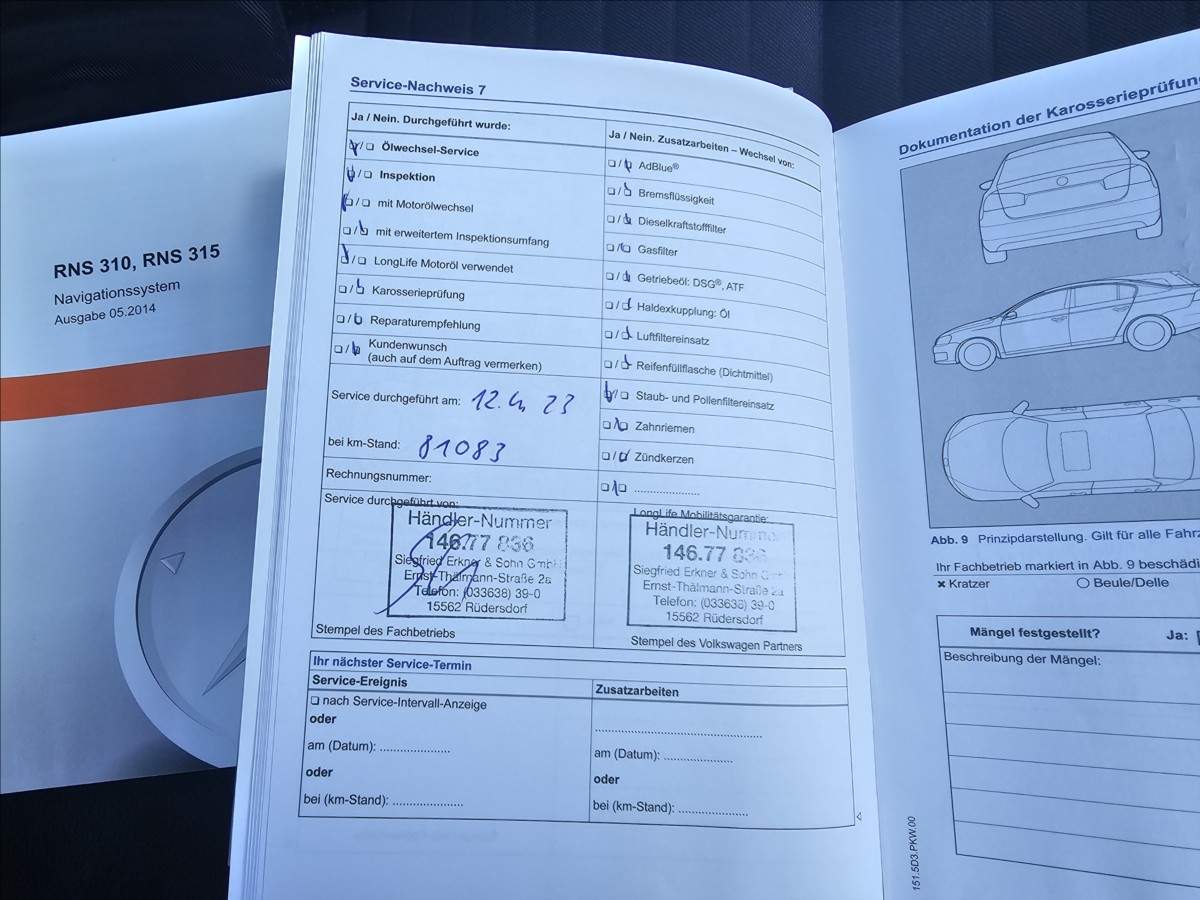 RNS 310, RNS 315
Navigationssystem
Ausgabe 05.2014
Service-Nachweis 7
Ja / Nein. Durchgeführt wurde:
❑/❑ Ölwechsel-Service
❑/❑ Inspektion
❑/❑ mit Motorölwechsel
❑/❑ mit erweitertem Inspektionsumfang
❑/❑ LongLife Motoröl verwendet
❑/❑ Karosserieprüfung
❑/❑ Reparaturempfehlung
❑/❑ Kundenwunsch
(auch auf dem Auftrag vermerken)
Service durchgeführt am: 12.4 23
bei km-Stand: 81083
Rechnungsnummer:
Service durchgeführt von:
Händler-Nummer
146.77 836
Siegfried Erkner & Sohn GmbH
Ernst-Thälmann-Straße 2a
Telefon: (033638) 39-0
15562 Rüdersdorf
Stempel des Fachbetriebs
Ja / Nein. Zusatzarbeiten – Wechsel von:
❑/❑ AdBlue®
❑/❑ Bremsflüssigkeit
❑/❑ Dieselkraftstofffilter
❑/❑ Gasfilter
❑/❑ Getriebeöl: DSG®, ATF
❑/❑ Haldexkupplung: Öl
❑/❑ Luftfiltereinsatz
❑/❑ Reifenfüllflasche (Dichtmittel)
❑/❑ Staub- und Pollenfiltereinsatz
❑/❑ Zahnriemen
❑/❑ Zündkerzen
❑/❑ ......................
LongLife Mobilitätsgarantie:
Händler-Nummer
146.77 836
Siegfried Erkner & Sohn GmbH
Ernst-Thälmann-Straße 2a
Telefon: (033638) 39-0
15562 Rüdersdorf
Stempel des Volkswagen Partners
Ihr nächster Service-Termin
Service-Ereignis
❑ nach Service-Intervall-Anzeige
oder
am (Datum): .....................
oder
bei (km-Stand): .....................
Zusatzarbeiten
..................................................
am (Datum): .....................
oder
bei (km-Stand): .....................
151.5D3.PKW.00
Dokumentation der Karosserieprüfung
Abb. 9 Prinzipdarstellung. Gilt für alle Fahrz
Ihr Fachbetrieb markiert in Abb. 9 beschädi
✖ Kratzer ○ Beule/Delle
Mängel festgestellt? Ja:
Beschreibung der Mängel: